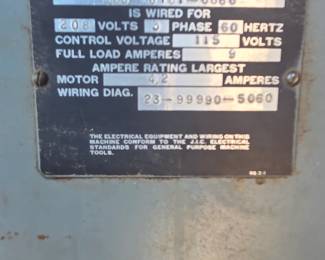 IS WIRED FOR
208 VOLTS 3 PHASE 60 HERTZ
CONTROL VOLTAGE 115 VOLTS
FULL LOAD AMPERES 9
AMPERE RATING LARGEST
MOTOR 4.2 AMPERES
WIRING DIAG. 23-99990-5060
THE ELECTRICAL EQUIPMENT AND WIRING ON THIS
MACHINE CONFORM TO THE J.I.C. ELECTRICAL
STANDARDS FOR GENERAL PURPOSE MACHINE
TOOLS.